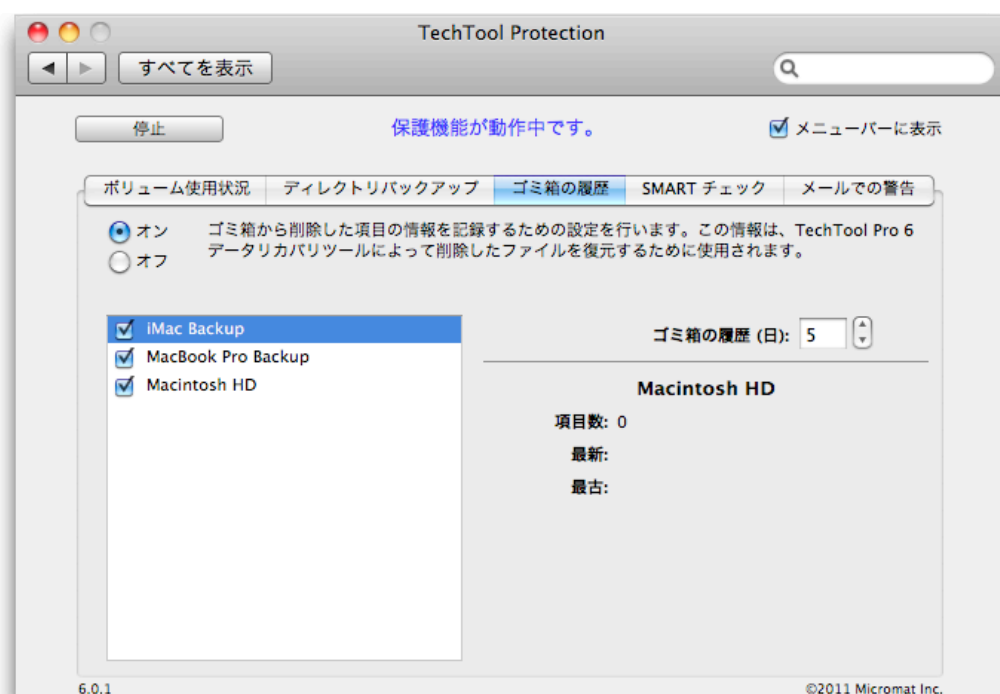 TechTool Protection
すべてを表示
停止
保護機能が動作中です。
メニューバーに表示
ボリューム使用状況
ディレクトリバックアップ
ゴミ箱の履歴
SMART チェック
メールでの警告
オン
オフ
ゴミ箱から削除した項目の情報を記録するための設定を行います。この情報は、TechTool Pro 6
データリカバリツールによって削除したファイルを復元するために使用されます。
iMac Backup
MacBook Pro Backup
Macintosh HD
ゴミ箱の履歴 (日): 5
Macintosh HD
項目数: 0
最新:
最古:
6.0.1
©2011 Micromat Inc.